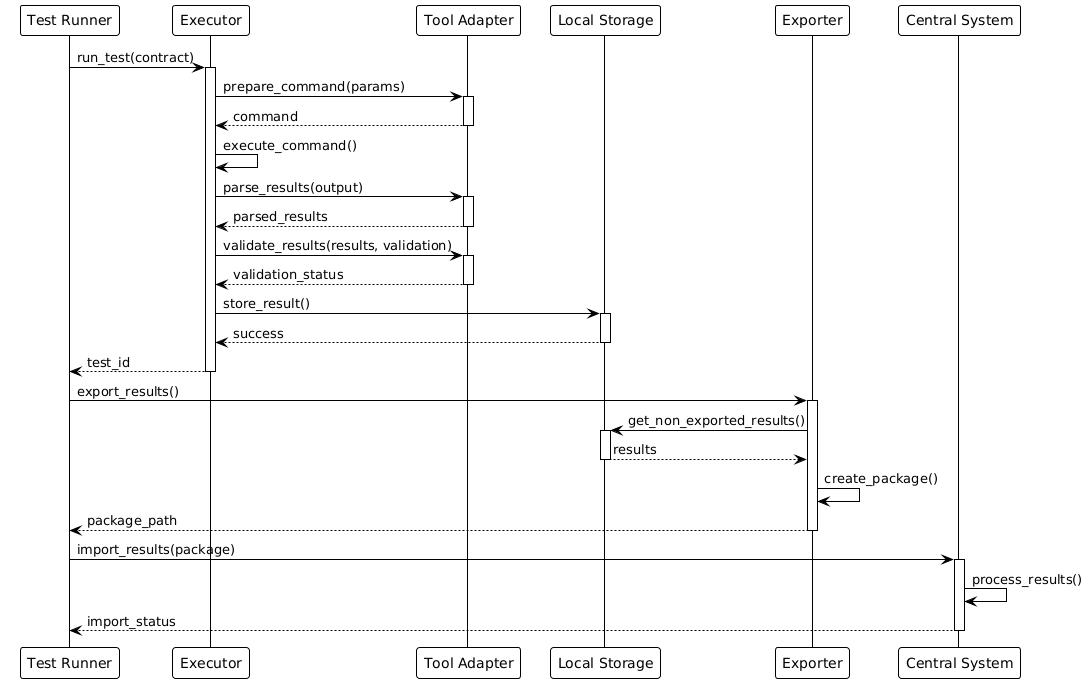 Test Runner
Executor
Tool Adapter
Local Storage
Exporter
Central System
run_test(contract)
prepare_command(params)
command
execute_command()
parse_results(output)
parsed_results
validate_results(results, validation)
validation_status
store_result()
success
test_id
export_results()
get_non_exported_results()
results
create_package()
package_path
import_results(package)
process_results()
import_status
Test Runner
Executor
Tool Adapter
Local Storage
Exporter
Central System